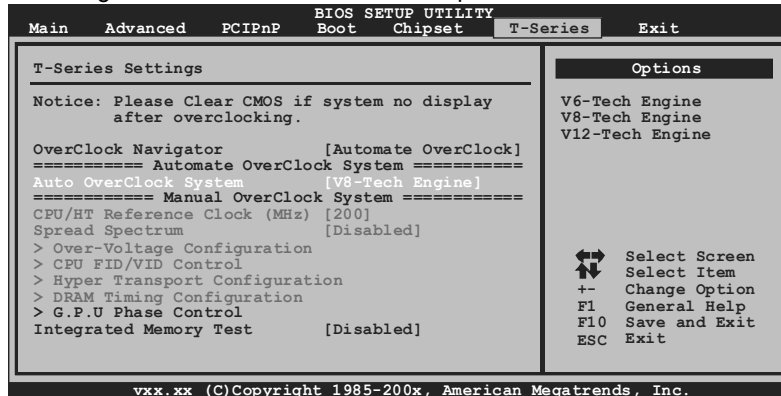 BIOS SETUP UTILITY
Main Advanced PCIPnP Boot Chipset T-Series Exit
T-Series Settings
Notice: Please Clear CMOS if system no display
after overclocking.
OverClock Navigator [Automate OverClock]
=========== Automate OverClock System ===========
Auto OverClock System [V8-Tech Engine]
============ Manual OverClock System ============
CPU/HT Reference Clock (MHz) [200]
Spread Spectrum [Disabled]
> Over-Voltage Configuration
> CPU FID/VID Control
> Hyper Transport Configuration
> DRAM Timing Configuration
> G.P.U Phase Control
Integrated Memory Test [Disabled]
Options
V6-Tech Engine
V8-Tech Engine
V12-Tech Engine
Select Screen
Select Item
+- Change Option
F1 General Help
F10 Save and Exit
ESC Exit
vxx.xx (C)Copyright 1985-200x, American Megatrends, Inc.